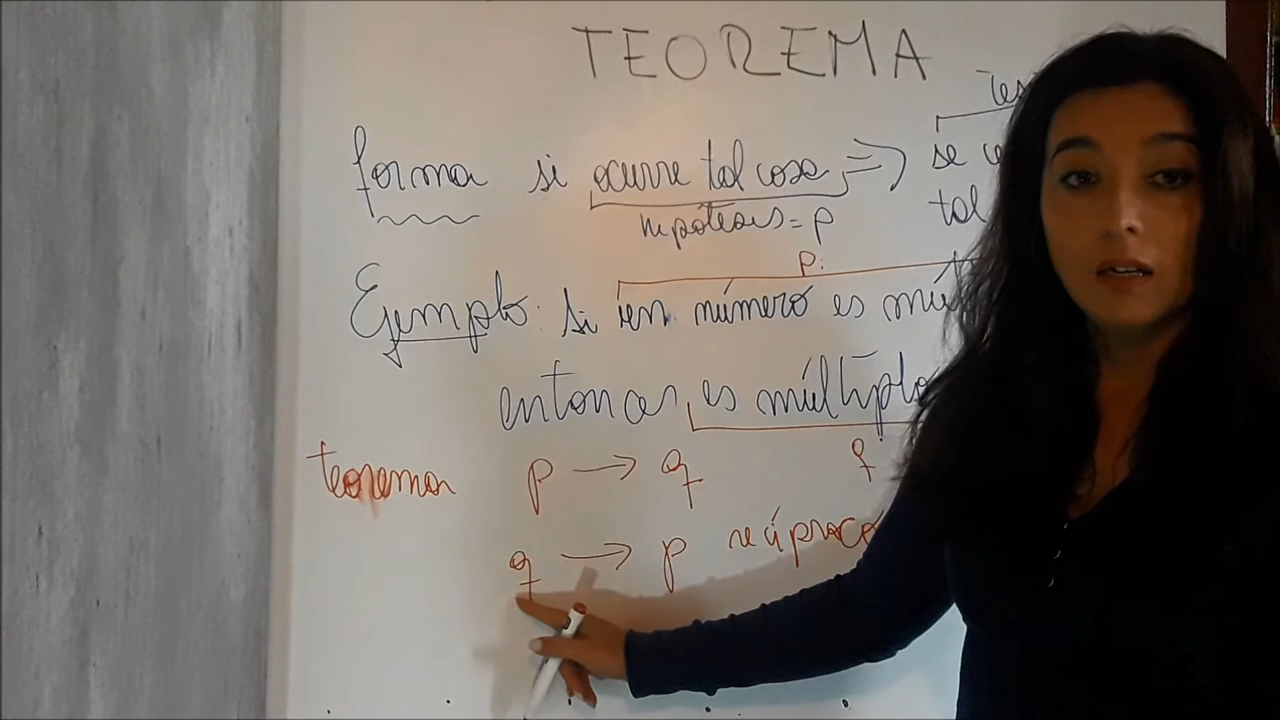 TEOREMA
forma si ocurre tal cosa, => se
hipótesis = p tal
p:
Ejemplo: si un número es
entonces, es múltiplo
teorema p → q q
q → p recíproco